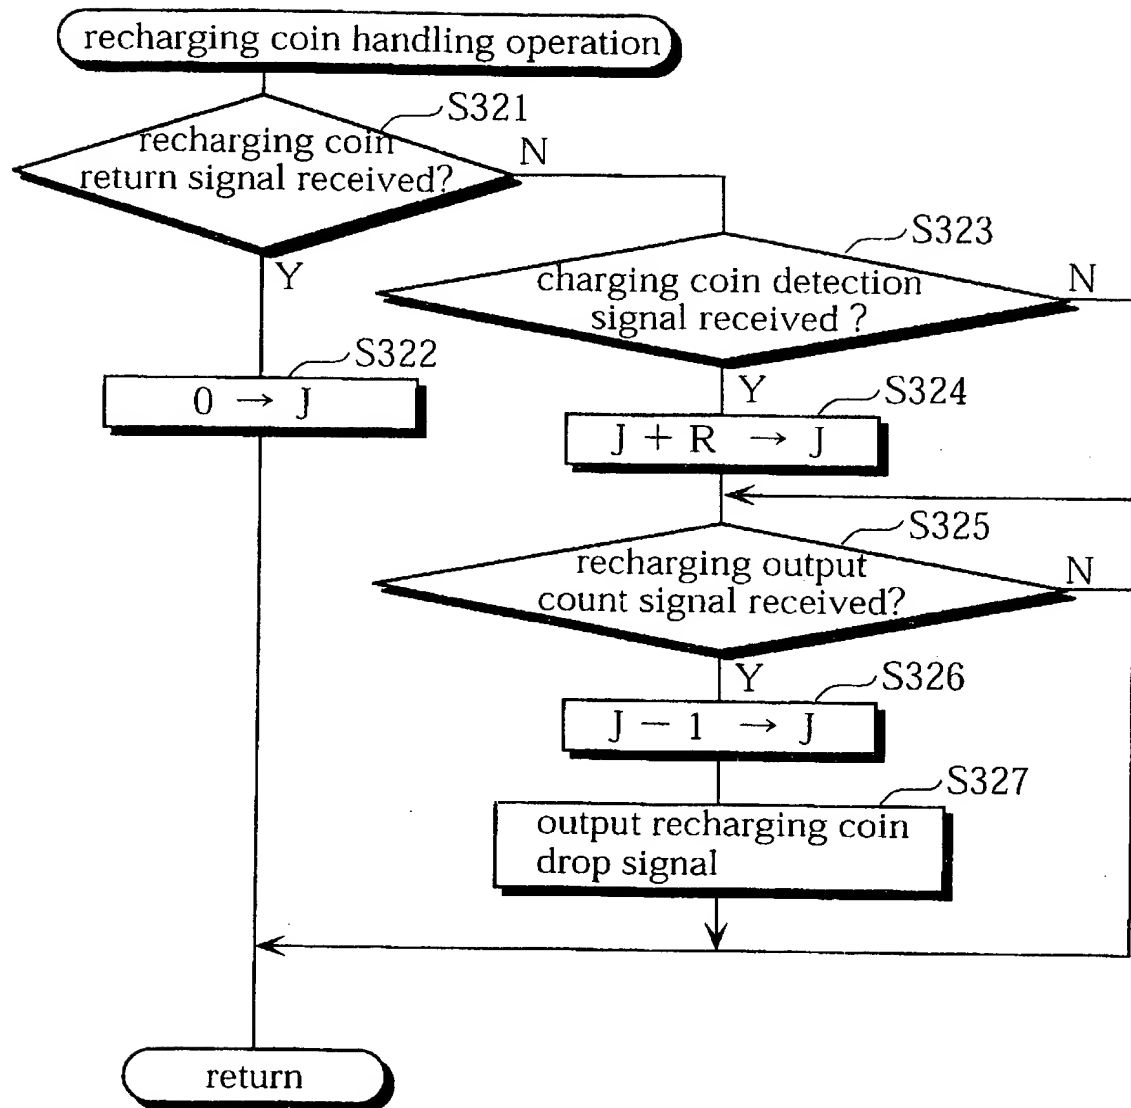 recharging coin handling operation
S321
recharging coin
return signal received?
N
Y
S323
charging coin detection
signal received ?
N
S322
0 → J
Y
S324
J + R → J
S325
recharging output
count signal received?
N
Y
S326
J − 1 → J
S327
output recharging coin
drop signal
return